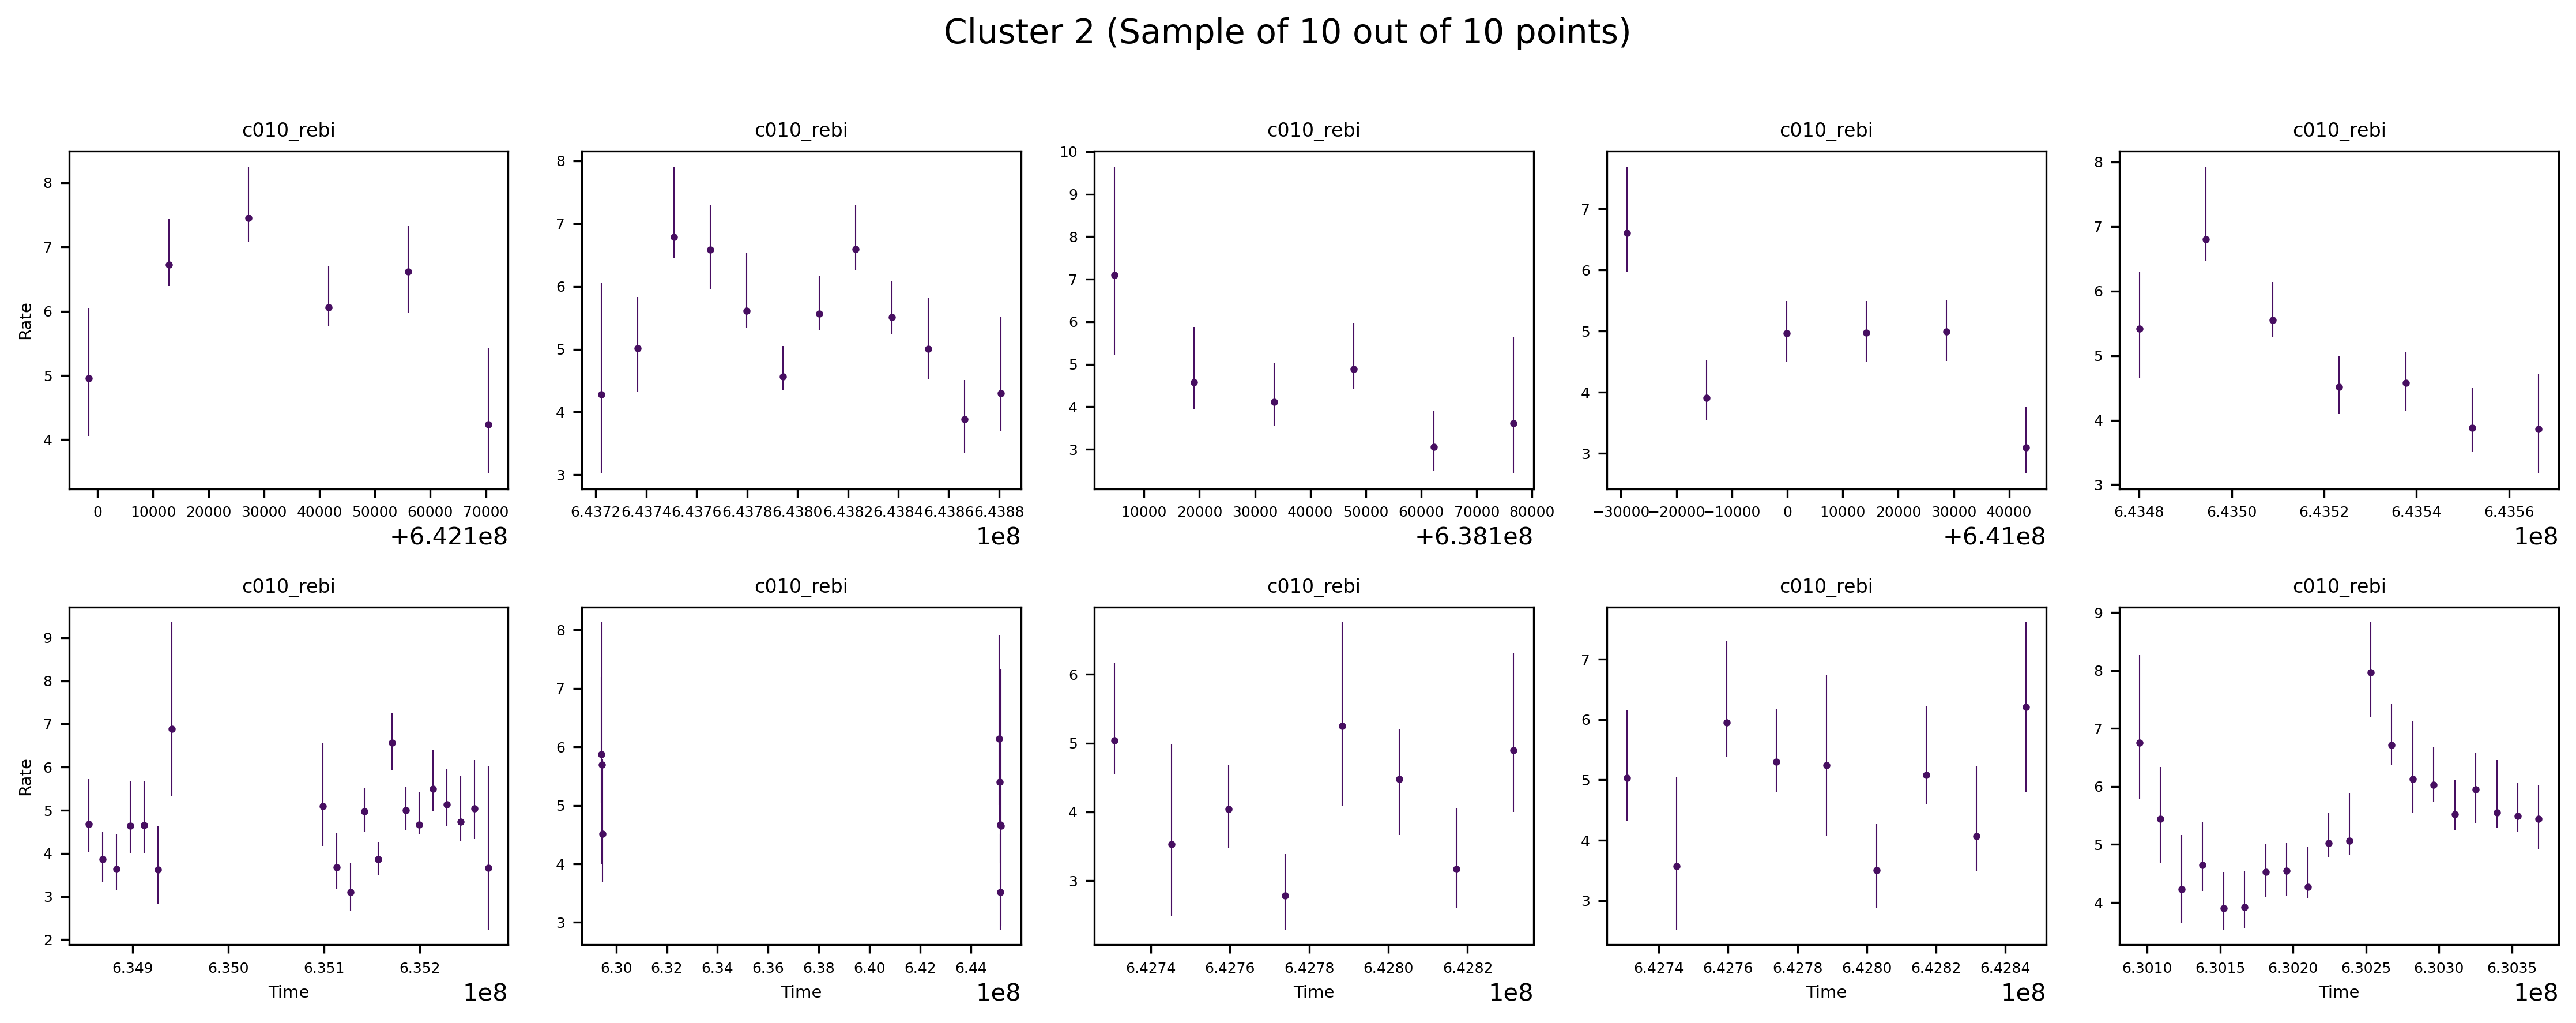 Cluster 2 (Sample of 10 out of 10 points)
c010_rebi c010_rebi c010_rebi c010_rebi c010_rebi
Rate
8
7
6
5
4
0 10000 20000 30000 40000 50000 60000 70000
+6.421e8
8
7
6
5
4
3
6.4372 6.4374 6.4376 6.4378 6.4380 6.4382 6.4384 6.4386 6.4388
1e8
10
9
8
7
6
5
4
3
10000 20000 30000 40000 50000 60000 70000 80000
+6.381e8
7
6
5
4
3
−30000 −20000 −10000 0 10000 20000 30000 40000
+6.41e8
8
7
6
5
4
3
6.4348 6.4350 6.4352 6.4354 6.4356
1e8
c010_rebi c010_rebi c010_rebi c010_rebi c010_rebi
Rate
9
8
7
6
5
4
3
2
6.349 6.350 6.351 6.352
Time 1e8
8
7
6
5
4
3
6.30 6.32 6.34 6.36 6.38 6.40 6.42 6.44
Time 1e8
6
5
4
3
6.4274 6.4276 6.4278 6.4280 6.4282
Time 1e8
7
6
5
4
3
6.4274 6.4276 6.4278 6.4280 6.4282 6.4284
Time 1e8
9
8
7
6
5
4
6.3010 6.3015 6.3020 6.3025 6.3030 6.3035
Time 1e8